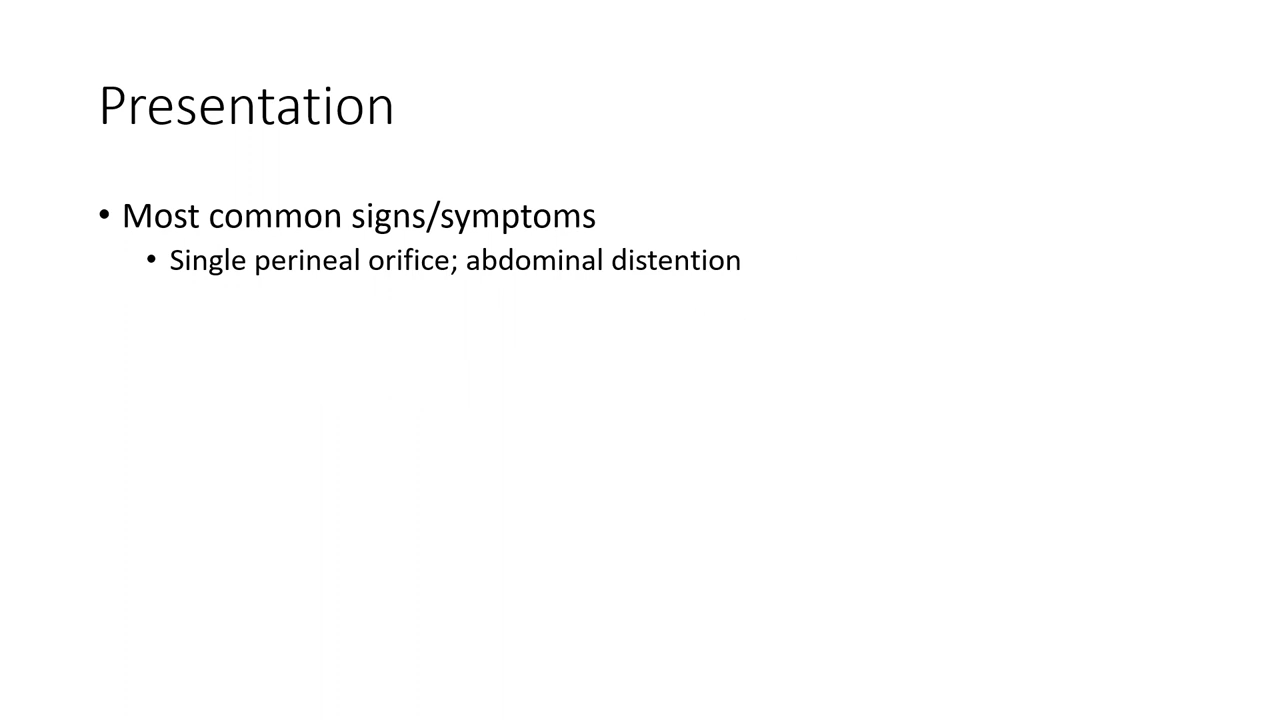 Presentation
• Most common signs/symptoms
• Single perineal orifice; abdominal distention